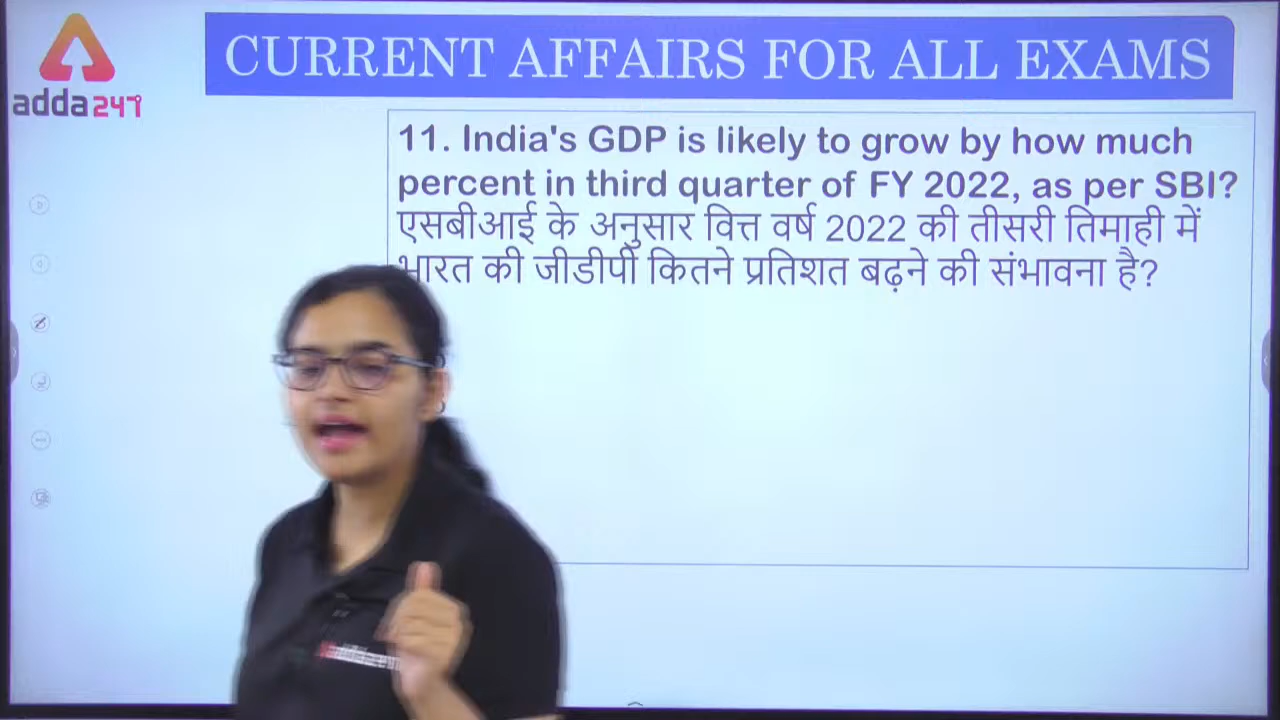 CURRENT AFFAIRS FOR ALL EXAMS
adda247
11. India's GDP is likely to grow by how much
percent in third quarter of FY 2022, as per SBI?
एसबीआई के अनुसार वित्त वर्ष 2022 की तीसरी तिमाही में
भारत की जीडीपी कितने प्रतिशत बढ़ने की संभावना है?